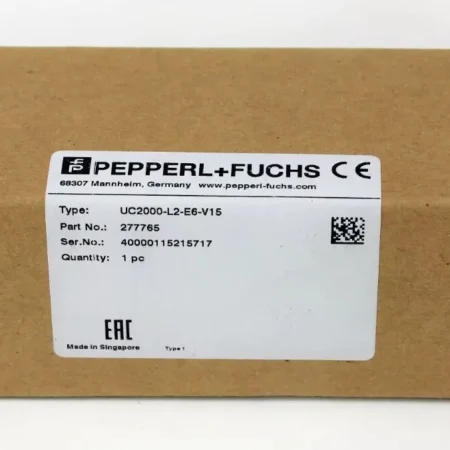 PEPPERL+FUCHS CE
68307 Mannheim, Germany www.pepperl-fuchs.com
Type: UC2000-L2-E6-V15
Part No.: 277765
Ser.No.: 40000115215717
Quantity: 1 pc
EAC
Made in Singapore Type 1